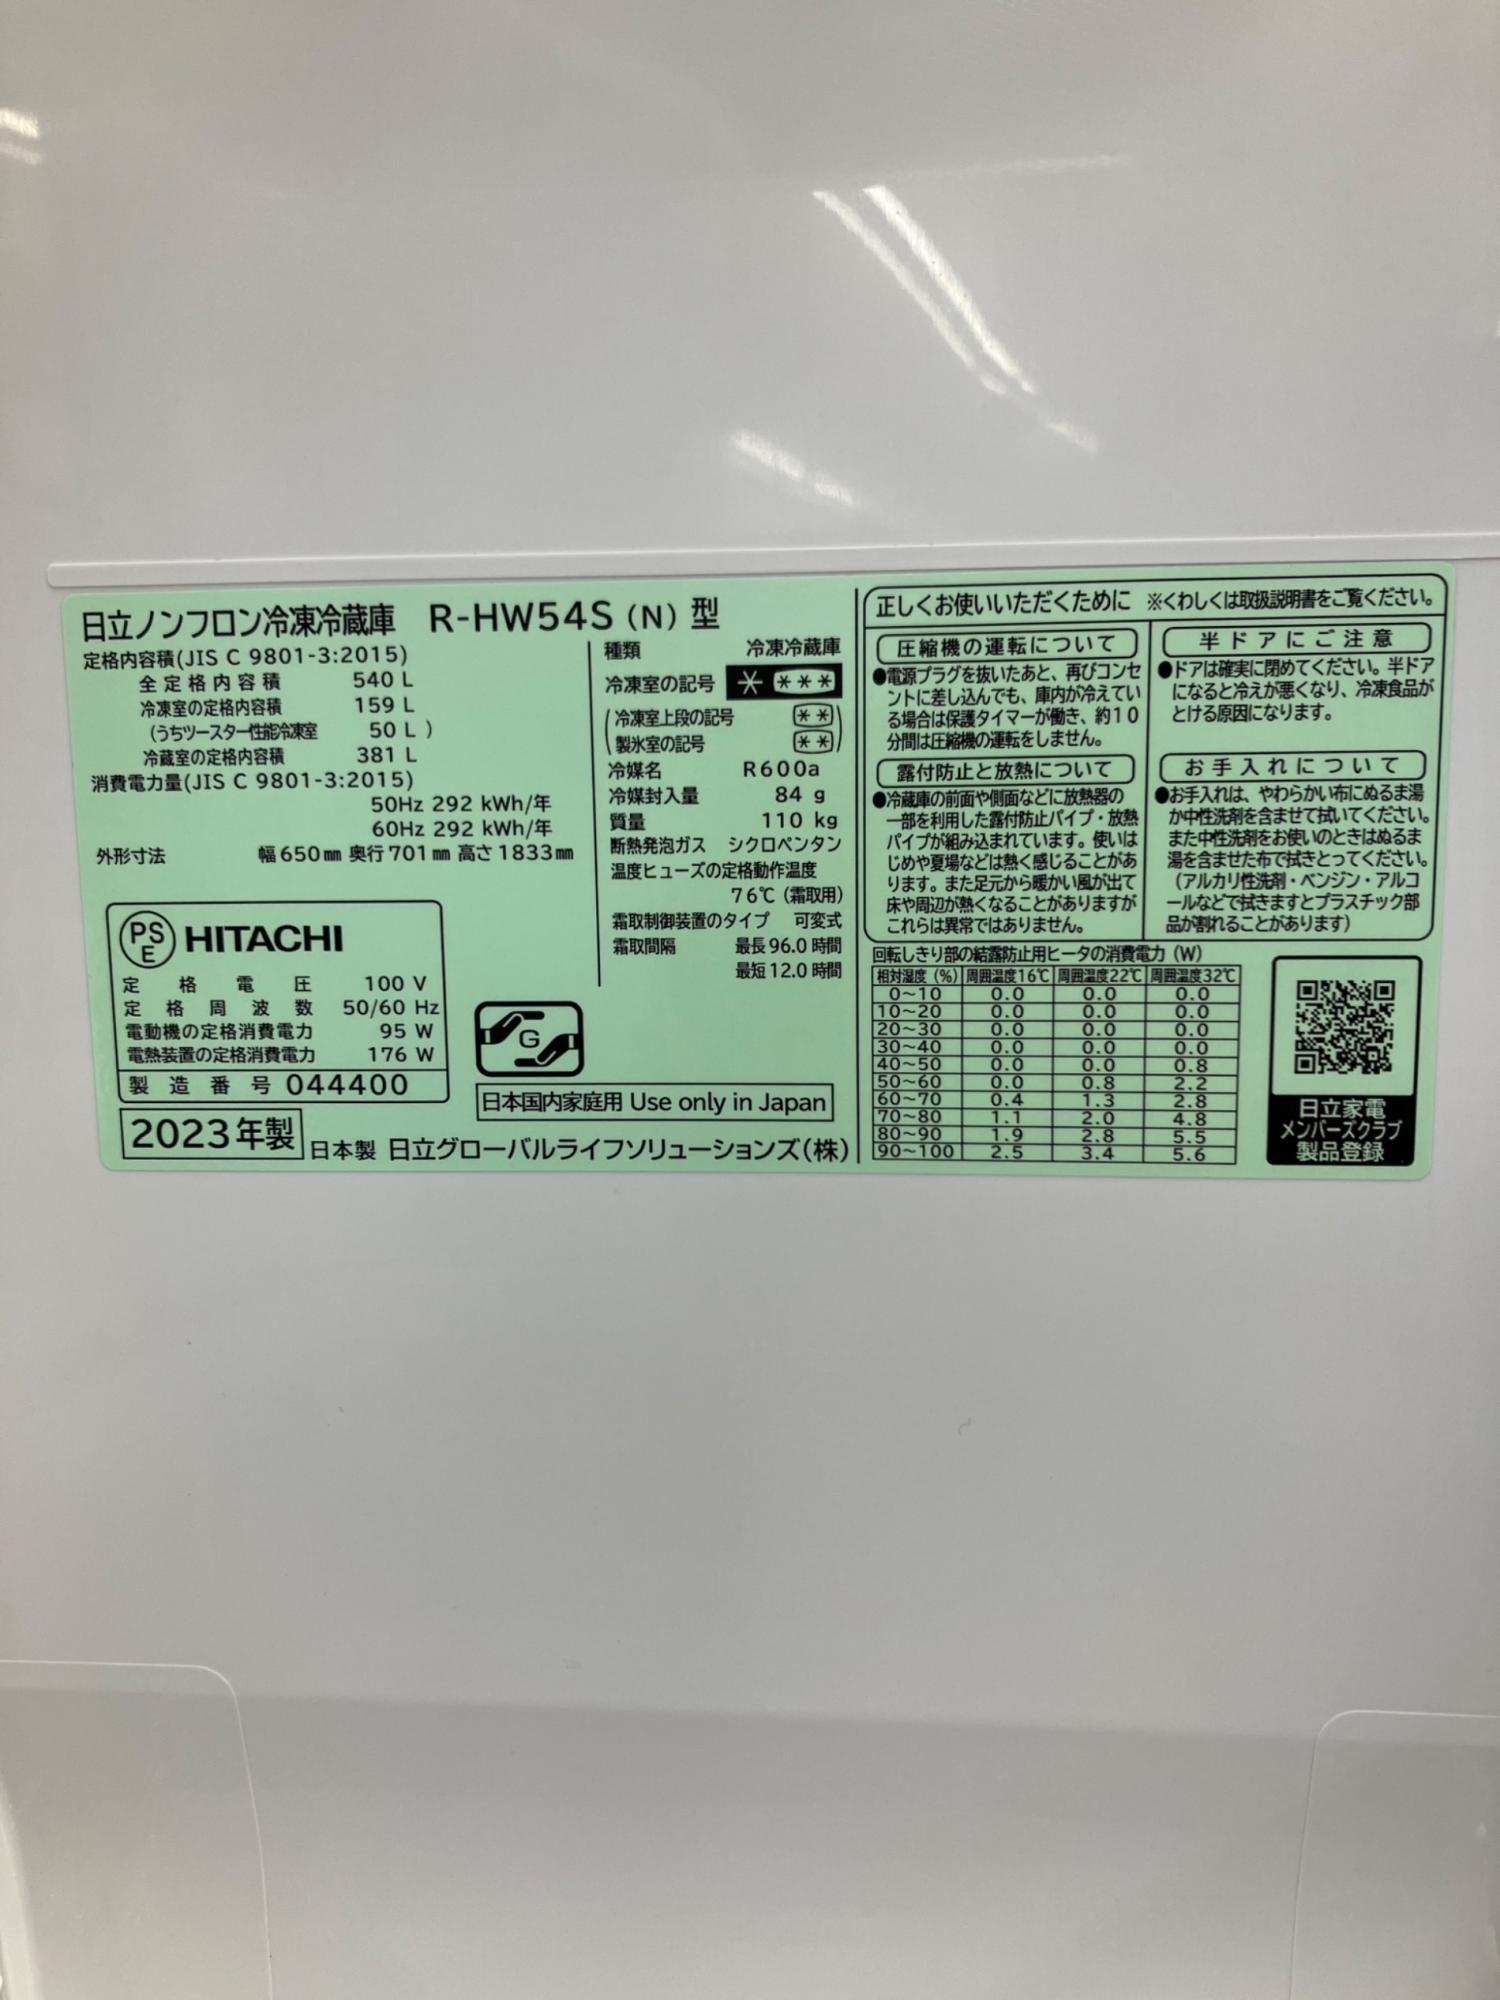 日立ノンフロン冷凍冷蔵庫 R-HW54S (N) 型
定格内容積(JIS C 9801-3:2015)
全定格内容積 540 L
冷凍室の定格内容積 159 L
(うちツースター性能冷凍室 50 L )
冷蔵室の定格内容積 381 L
消費電力量(JIS C 9801-3:2015)
50Hz 292 kWh/年
60Hz 292 kWh/年
外形寸法 幅650㎜ 奥行701㎜ 高さ1833㎜
PSE HITACHI
定格電圧 100 V
定格周波数 50/60 Hz
電動機の定格消費電力 95 W
電熱装置の定格消費電力 176 W
製造番号 044400
2023年製
日本製 日立グローバルライフソリューションズ(株)
種類 冷凍冷蔵庫
冷凍室の記号 * ***
(冷凍室上段の記号 **)
(製氷室の記号 **)
冷媒名 R600a
冷媒封入量 84 g
質量 110 kg
断熱発泡ガス シクロペンタン
温度ヒューズの定格動作温度
76℃ (霜取用)
霜取制御装置のタイプ 可変式
霜取間隔 最長96.0時間
最短12.0時間
G
日本国内家庭用 Use only in Japan
正しくお使いいただくために ※くわしくは取扱説明書をご覧ください。
圧縮機の運転について
●電源プラグを抜いたあと、再びコンセ
ントに差し込んでも、庫内が冷えてい
る場合は保護タイマーが働き、約10
分間は圧縮機の運転をしません。
露付防止と放熱について
●冷蔵庫の前面や側面などに放熱器の
一部を利用した露付防止パイプ・放熱
パイプが組み込まれています。使いは
じめや夏場などは熱く感じることがあ
ります。また足元から暖かい風が出て
床や周辺が熱くなることがありますが
これらは異常ではありません。
半ドアにご注意
●ドアは確実に閉めてください。半ドア
になると冷えが悪くなり、冷凍食品が
とける原因になります。
お手入れについて
●お手入れは、やわらかい布にぬるま湯
か中性洗剤を含ませて拭いてください。
また中性洗剤をお使いのときはぬるま
湯を含ませた布で拭きとってください。
(アルカリ性洗剤・ベンジン・アルコ
ールなどで拭きますとプラスチック部
品が割れることがあります)
回転しきり部の結露防止用ヒータの消費電力 (W)
相対湿度 (%) 周囲温度16℃ 周囲温度22℃ 周囲温度32℃
0~10 0.0 0.0 0.0
10~20 0.0 0.0 0.0
20~30 0.0 0.0 0.0
30~40 0.0 0.0 0.0
40~50 0.0 0.0 0.8
50~60 0.0 0.8 2.2
60~70 0.4 1.3 2.8
70~80 1.1 2.0 4.8
80~90 1.9 2.8 5.5
90~100 2.5 3.4 5.6
日立家電
メンバーズクラブ
製品登録